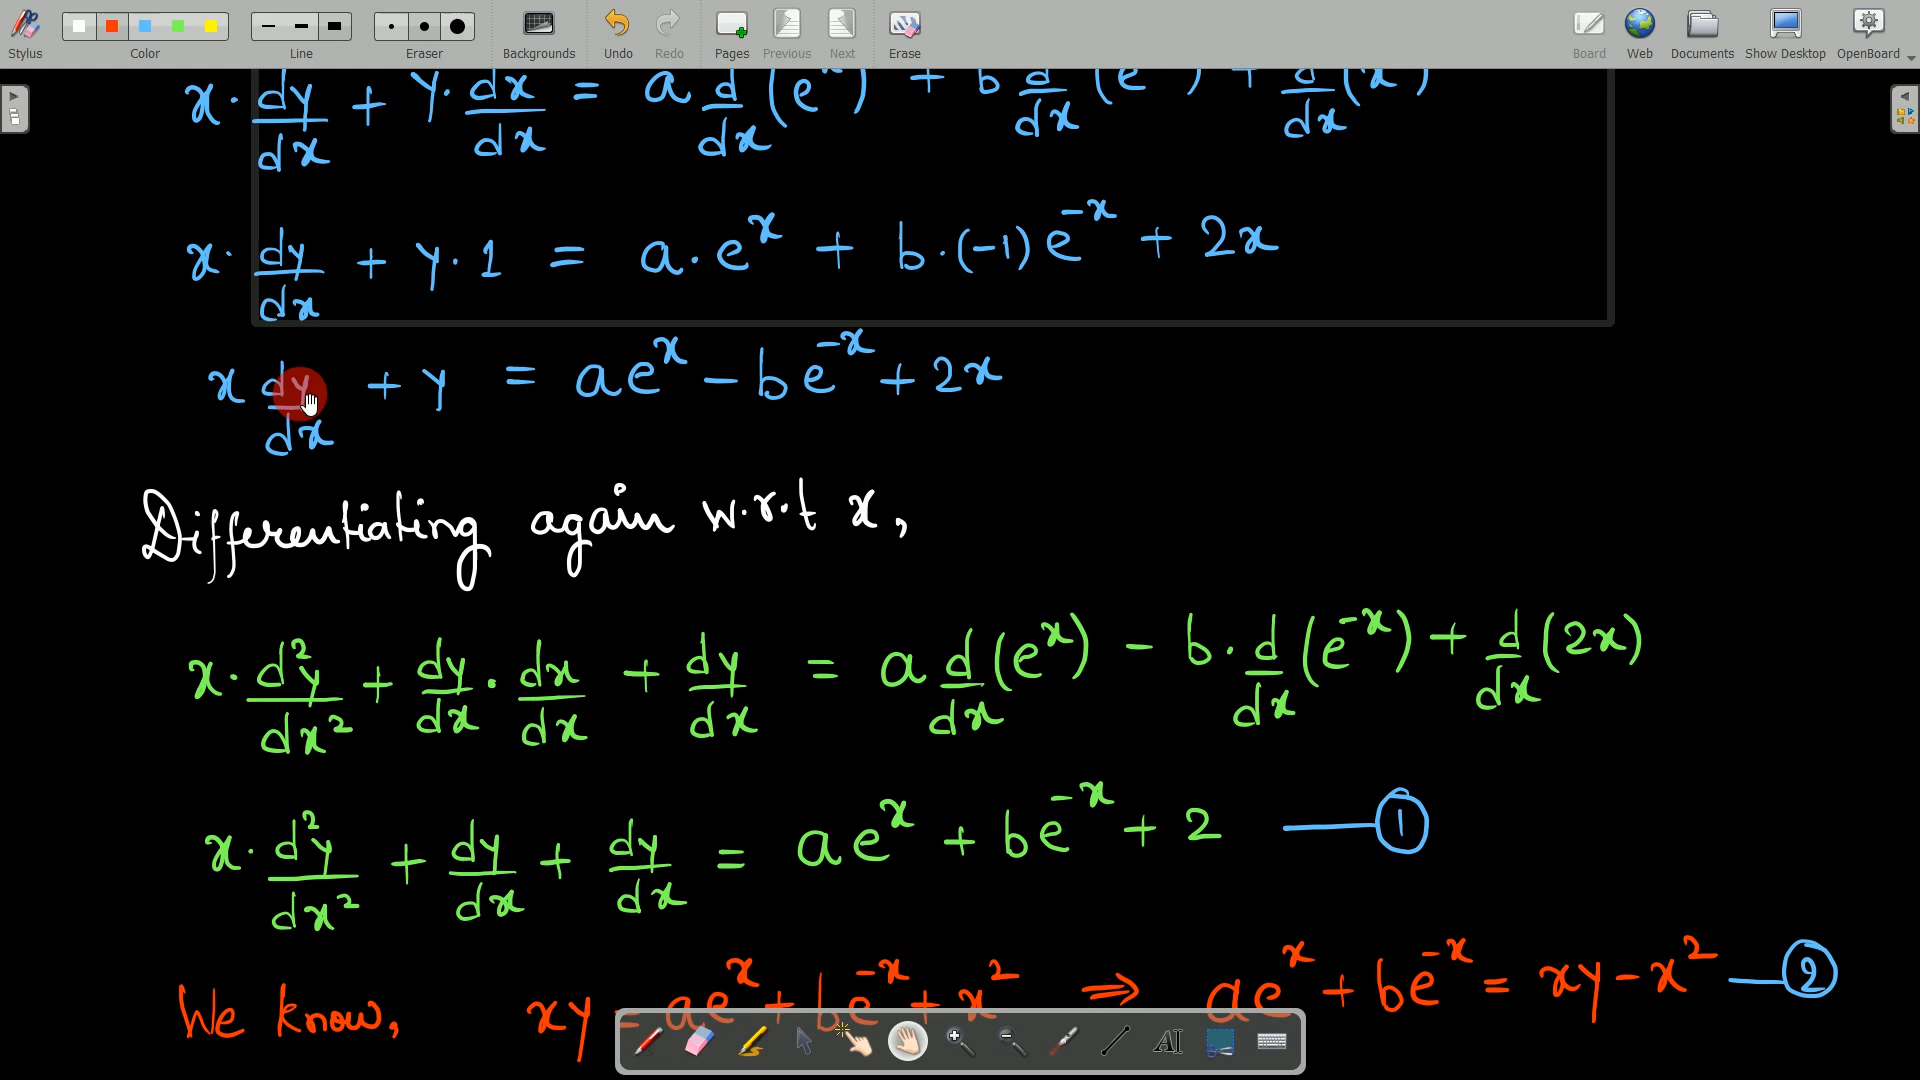 Stylus Color Line Eraser Backgrounds Undo Redo Pages Previous Next Erase Board Web Documents Show Desktop OpenBoard
x · dy/dx + y · dx/dx = a d/dx (e^x) + b d/dx (e ) + d/dx (x )
x · dy/dx + y · 1 = a · e^x + b · (-1) e^-x + 2x
x dy/dx + y = ae^x - be^-x + 2x
Differentiating again w.r.t x,
x · d²y/dx² + dy/dx · dx/dx + dy/dx = a d/dx (e^x) - b · d/dx (e^-x) + d/dx (2x)
x · d²y/dx² + dy/dx + dy/dx = ae^x + be^-x + 2 —— ①
We know, xy = ae^x + be^-x + x² ⇒ ae^x + be^-x = xy - x² — ②